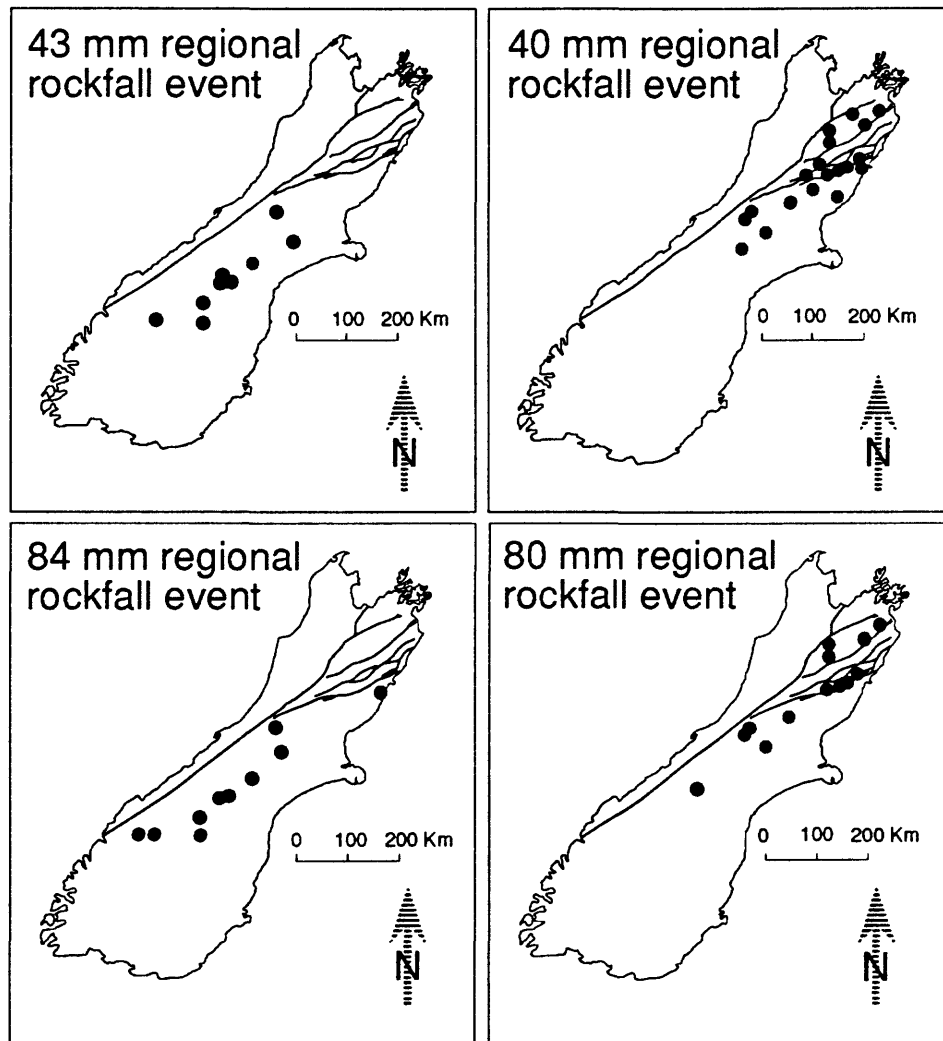 43 mm regional
rockfall event
0 100 200 Km
N
40 mm regional
rockfall event
0 100 200 Km
N
84 mm regional
rockfall event
0 100 200 Km
N
80 mm regional
rockfall event
0 100 200 Km
N